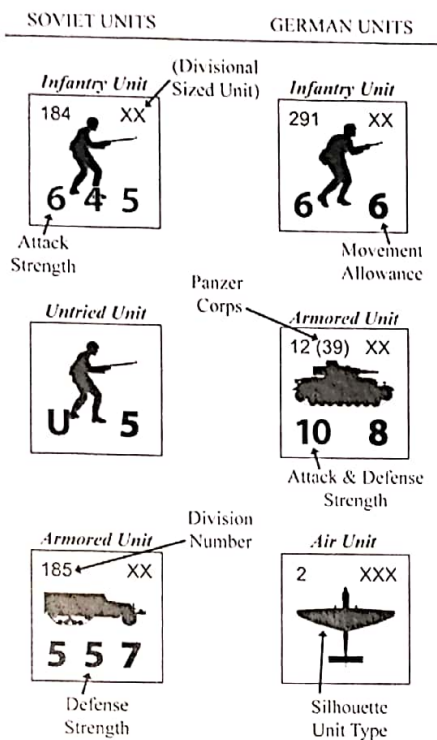 SOVIET UNITS
GERMAN UNITS
(Divisional
Sized Unit)
Infantry Unit
184 XX
6 4 5
Attack
Strength
Infantry Unit
291 XX
6 6
Movement
Allowance
Panzer
Corps
Untried Unit
U 5
Armored Unit
12 (39) XX
10 8
Attack & Defense
Strength
Division
Number
Armored Unit
185 XX
5 5 7
Defense
Strength
Air Unit
2 XXX
Silhouette
Unit Type